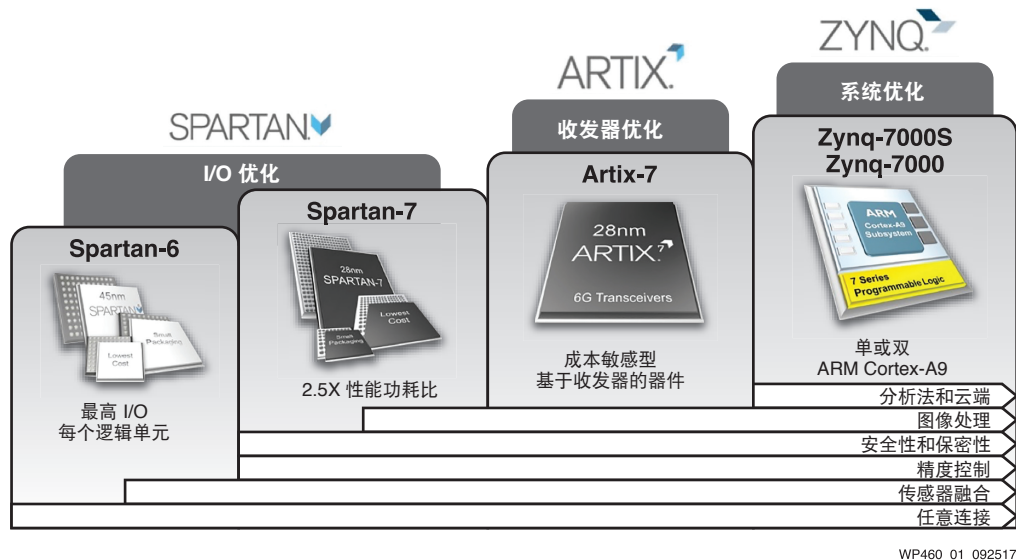 SPARTAN
I/O 优化
Spartan-6
45nm
SPARTAN
Small
Packaging
Lowest
Cost
最高 I/O
每个逻辑单元
Spartan-7
28nm
SPARTAN-7
Lowest
Cost
Small
Packaging
2.5X 性能功耗比
ARTIX
收发器优化
Artix-7
28nm
ARTIX
6G Transceivers
成本敏感型
基于收发器的器件
ZYNQ
系统优化
Zynq-7000S
Zynq-7000
ARM
Cortex-A9
Subsystem
7 Series
Programmable Logic
单或双
ARM Cortex-A9
分析法和云端
图像处理
安全性和保密性
精度控制
传感器融合
任意连接
WP460_01_092517